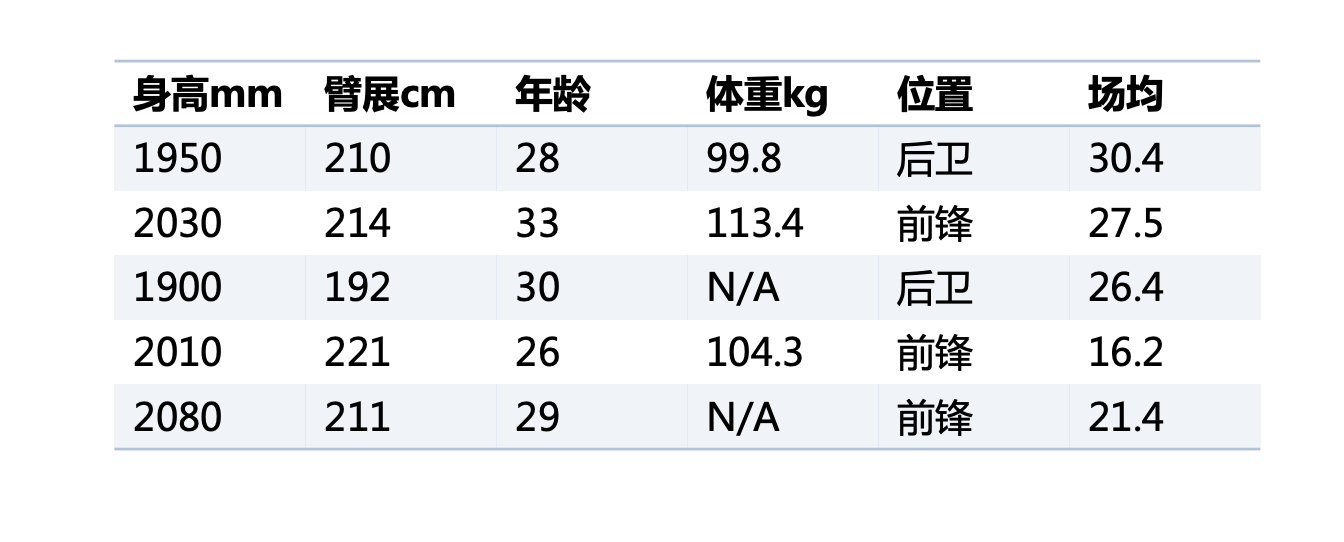 身高mm 臂展cm 年龄 体重kg 位置 场均
1950 210 28 99.8 后卫 30.4
2030 214 33 113.4 前锋 27.5
1900 192 30 N/A 后卫 26.4
2010 221 26 104.3 前锋 16.2
2080 211 29 N/A 前锋 21.4